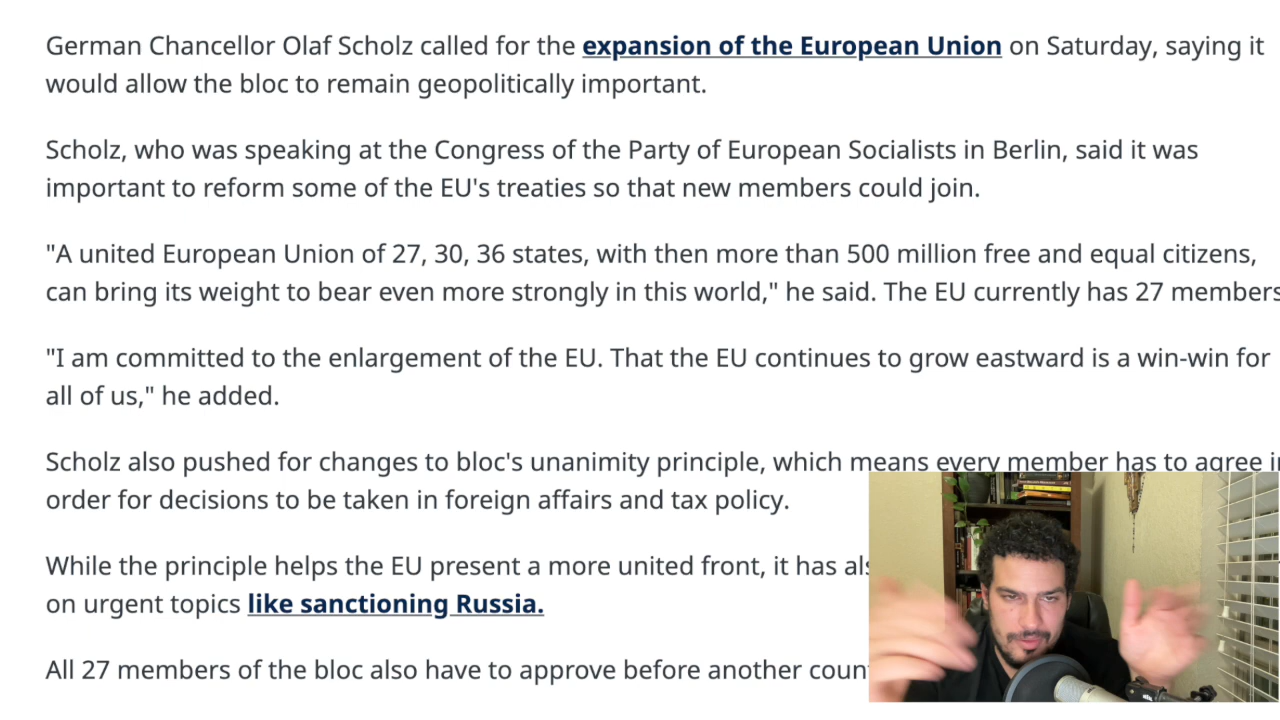 German Chancellor Olaf Scholz called for the expansion of the European Union on Saturday, saying it
would allow the bloc to remain geopolitically important.
Scholz, who was speaking at the Congress of the Party of European Socialists in Berlin, said it was
important to reform some of the EU's treaties so that new members could join.
"A united European Union of 27, 30, 36 states, with then more than 500 million free and equal citizens,
can bring its weight to bear even more strongly in this world," he said. The EU currently has 27 members
"I am committed to the enlargement of the EU. That the EU continues to grow eastward is a win-win for
all of us," he added.
Scholz also pushed for changes to bloc's unanimity principle, which means every member has to agree
order for decisions to be taken in foreign affairs and tax policy.
While the principle helps the EU present a more united front, it has
on urgent topics like sanctioning Russia.
All 27 members of the bloc also have to approve before another